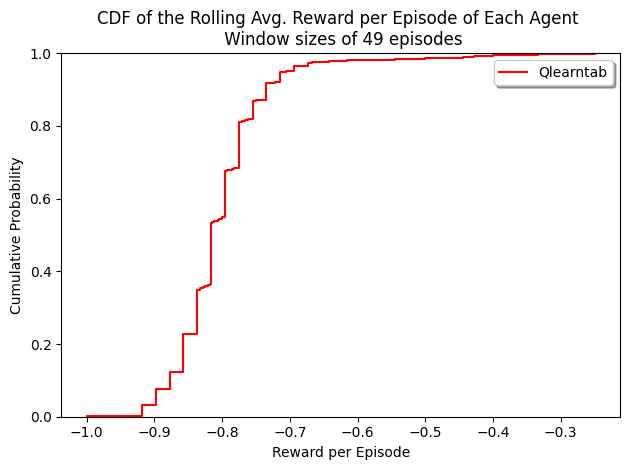 CDF of the Rolling Avg. Reward per Episode of Each Agent
Window sizes of 49 episodes
Qlearntab
Cumulative Probability
1.0
0.8
0.6
0.4
0.2
0.0
−1.0 −0.9 −0.8 −0.7 −0.6 −0.5 −0.4 −0.3
Reward per Episode